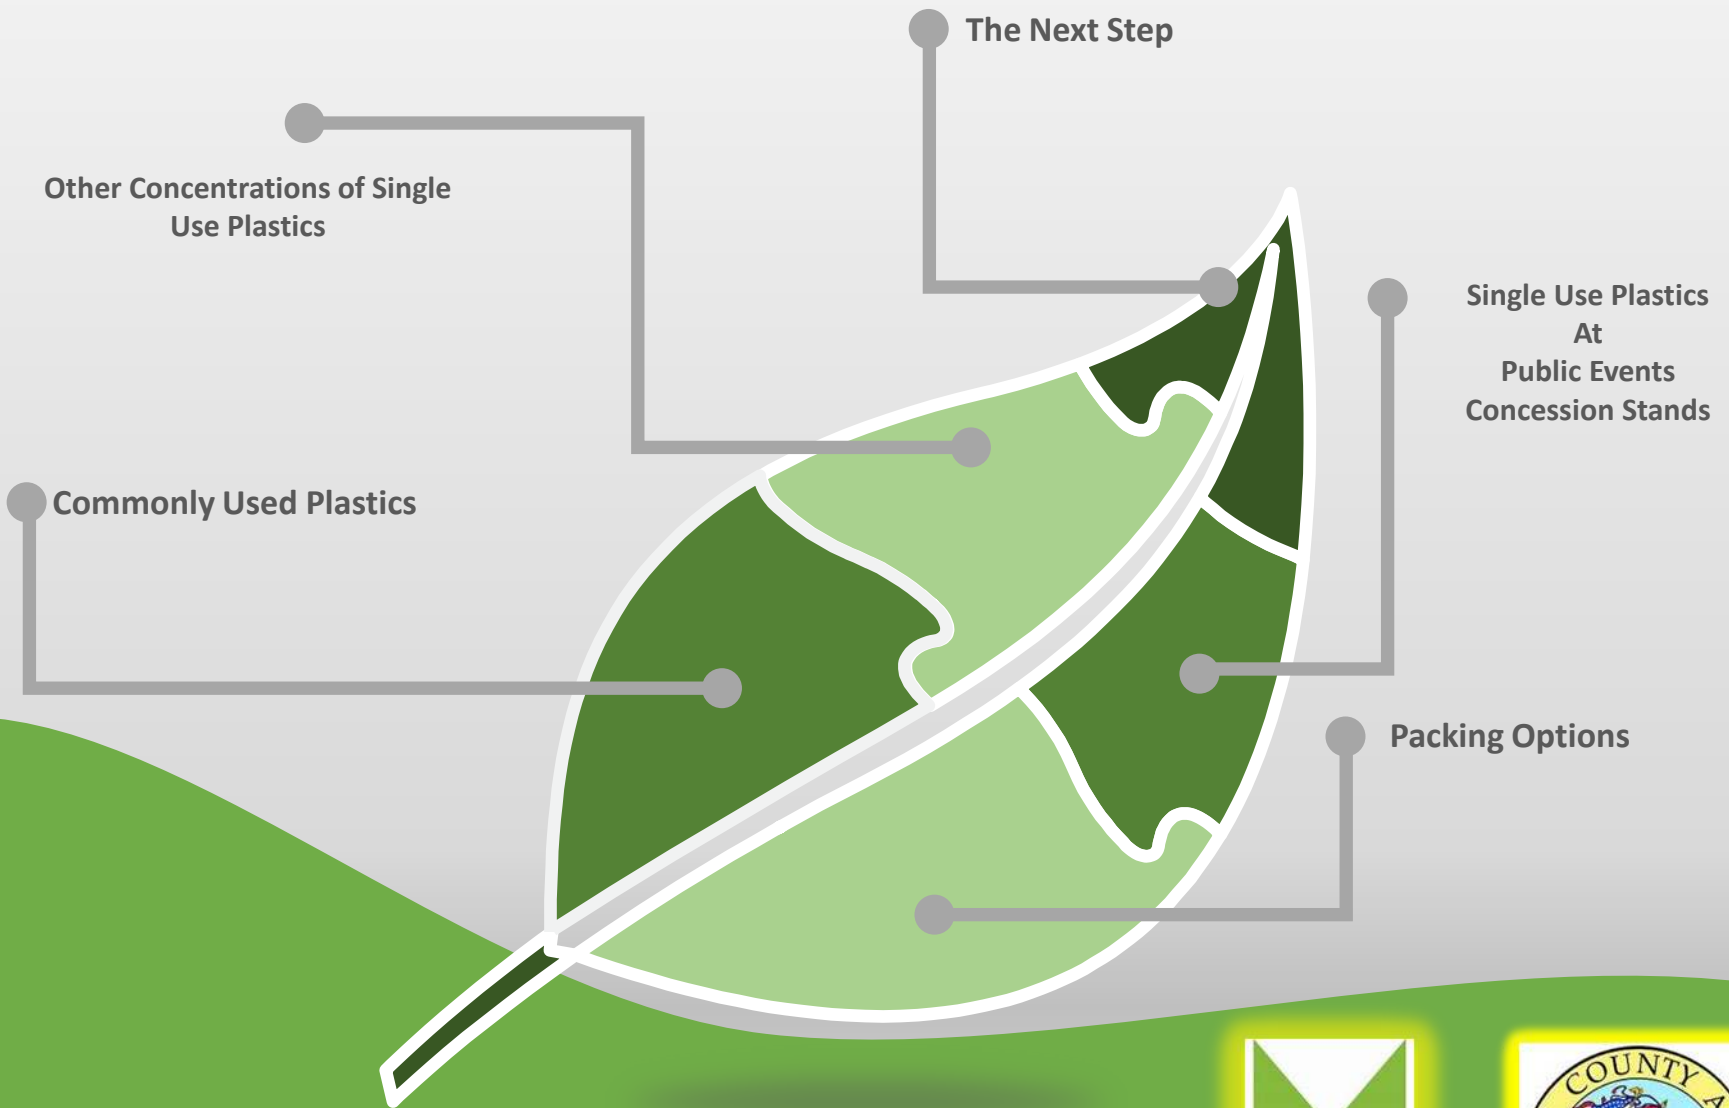 The Next Step
Other Concentrations of Single
Use Plastics
Single Use Plastics
At
Public Events
Concession Stands
Commonly Used Plastics
Packing Options
COUNTY